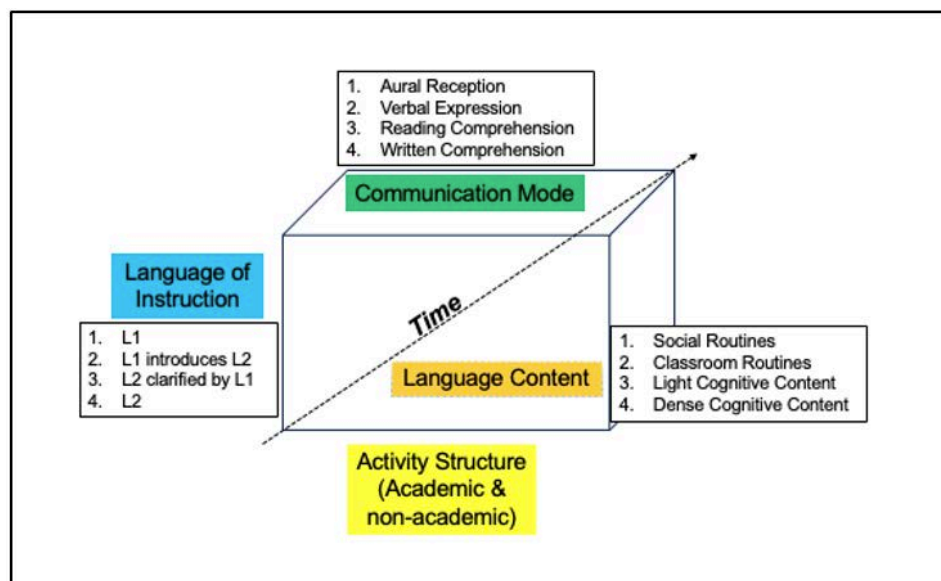 1. Aural Reception
2. Verbal Expression
3. Reading Comprehension
4. Written Comprehension
Communication Mode
Language of
Instruction
1. L1
2. L1 introduces L2
3. L2 clarified by L1
4. L2
Time
Language Content
1. Social Routines
2. Classroom Routines
3. Light Cognitive Content
4. Dense Cognitive Content
Activity Structure
(Academic &
non-academic)